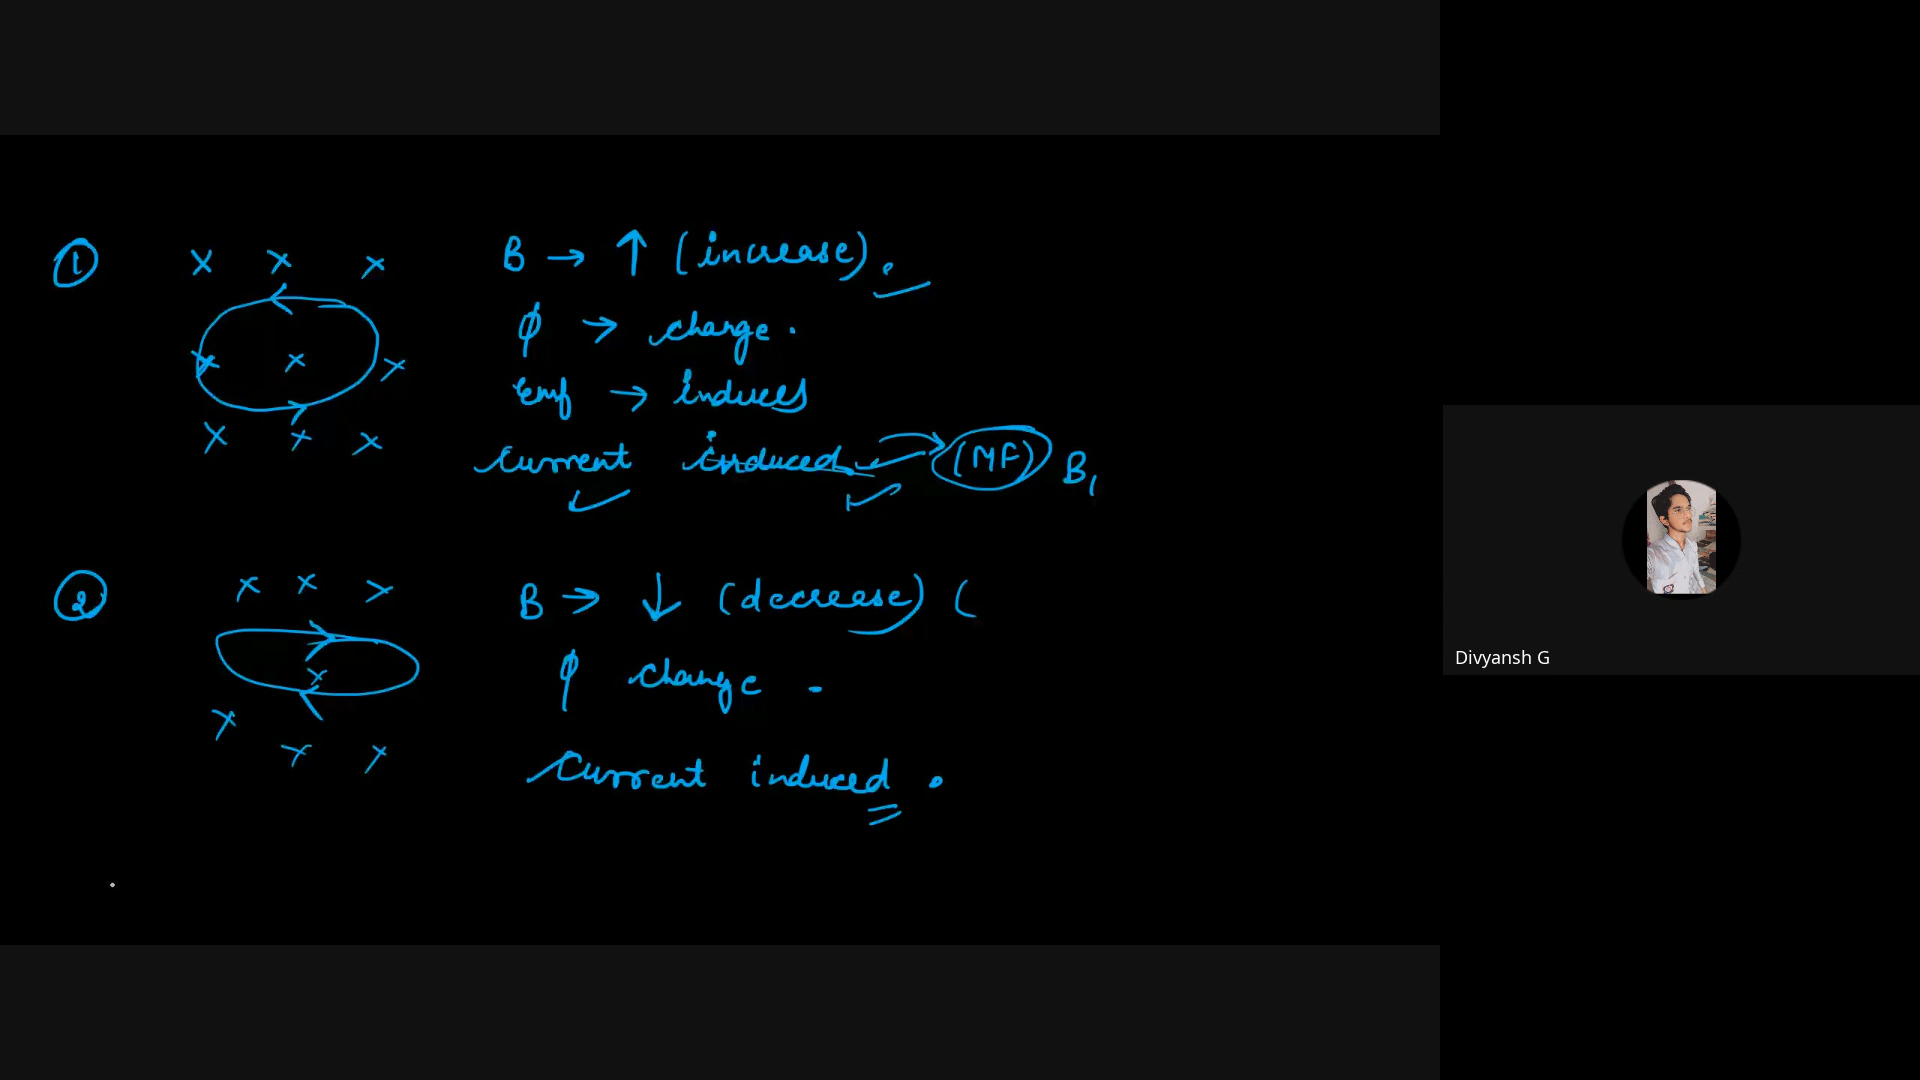 ① x x x B → ↑ (increase).
x x x ϕ → change.
emf → induces
x x x Current induced → (MF) B₁
② x x x B → ↓ (decrease) (
x ϕ change.
x x x Current induced.
Divyansh G